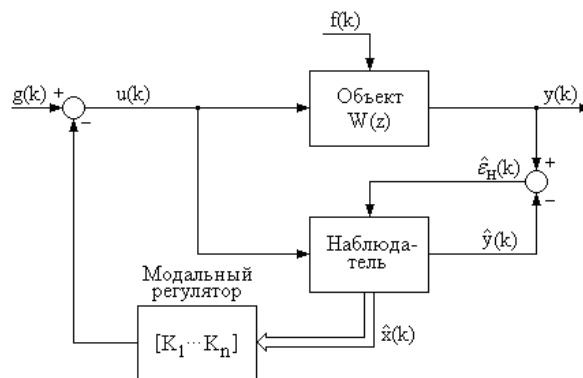 f(k)
g(k) +
−
u(k)
Объект
W(z)
y(k)
+
−
ε̂н(k)
Наблюда-
тель
ŷ(k)
Модальный
регулятор
[K₁···Kₙ]
x̂(k)